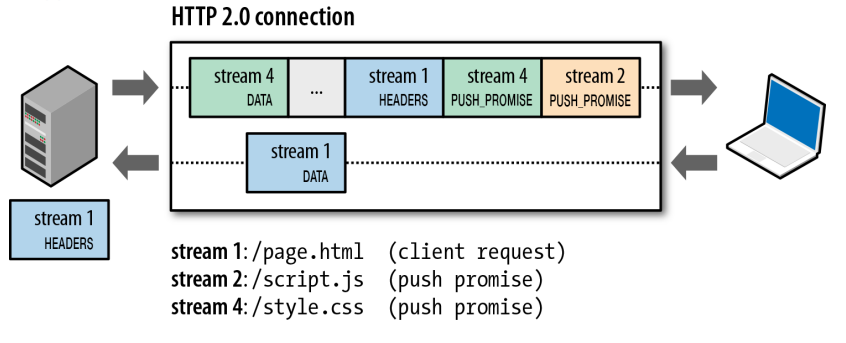 HTTP 2.0 connection
stream 4 DATA
...
stream 1 HEADERS
stream 4 PUSH_PROMISE
stream 2 PUSH_PROMISE
stream 1 DATA
stream 1 HEADERS
stream 1: /page.html (client request)
stream 2: /script.js (push promise)
stream 4: /style.css (push promise)